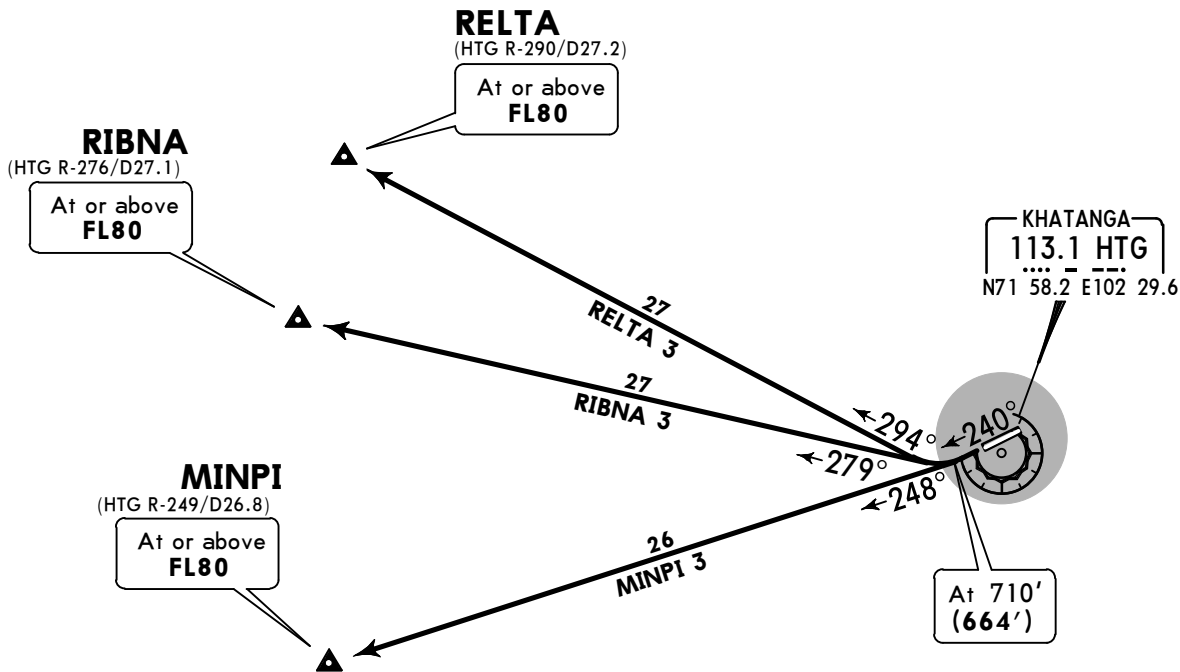 RELTA
(HTG R-290/D27.2)
At or above
FL80
RIBNA
(HTG R-276/D27.1)
At or above
FL80
KHATANGA
113.1 HTG
N71 58.2 E102 29.6
27
RELTA 3
27
RIBNA 3
294°
240°
279°
248°
MINPI
(HTG R-249/D26.8)
At or above
FL80
26
MINPI 3
At 710'
(664')